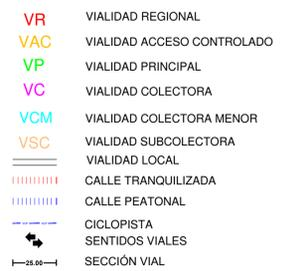 VR VIALIDAD REGIONAL
VAC VIALIDAD ACCESO CONTROLADO
VP VIALIDAD PRINCIPAL
VC VIALIDAD COLECTORA
VCM VIALIDAD COLECTORA MENOR
VSC VIALIDAD SUBCOLECTORA
VIALIDAD LOCAL
CALLE TRANQUILIZADA
CALLE PEATONAL
CICLOPISTA
SENTIDOS VIALES
25.00 SECCIÓN VIAL